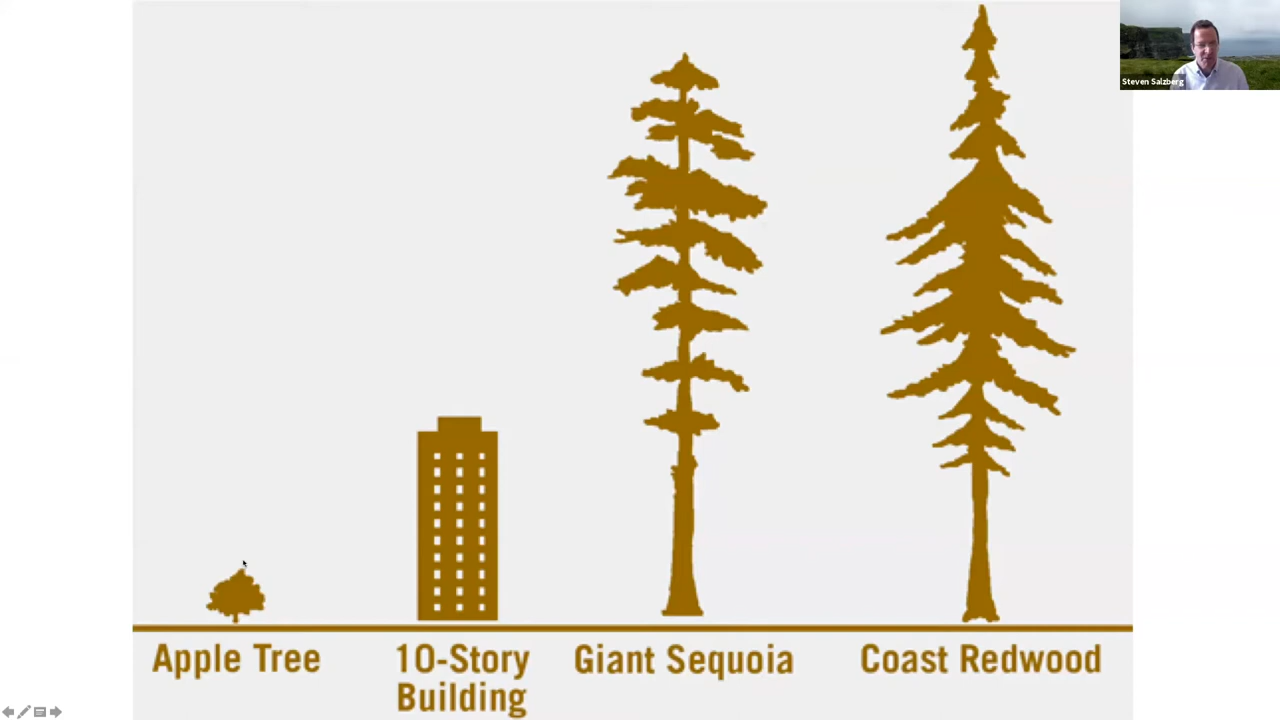 Steven Salzberg
Apple Tree
10-Story
Building
Giant Sequoia
Coast Redwood